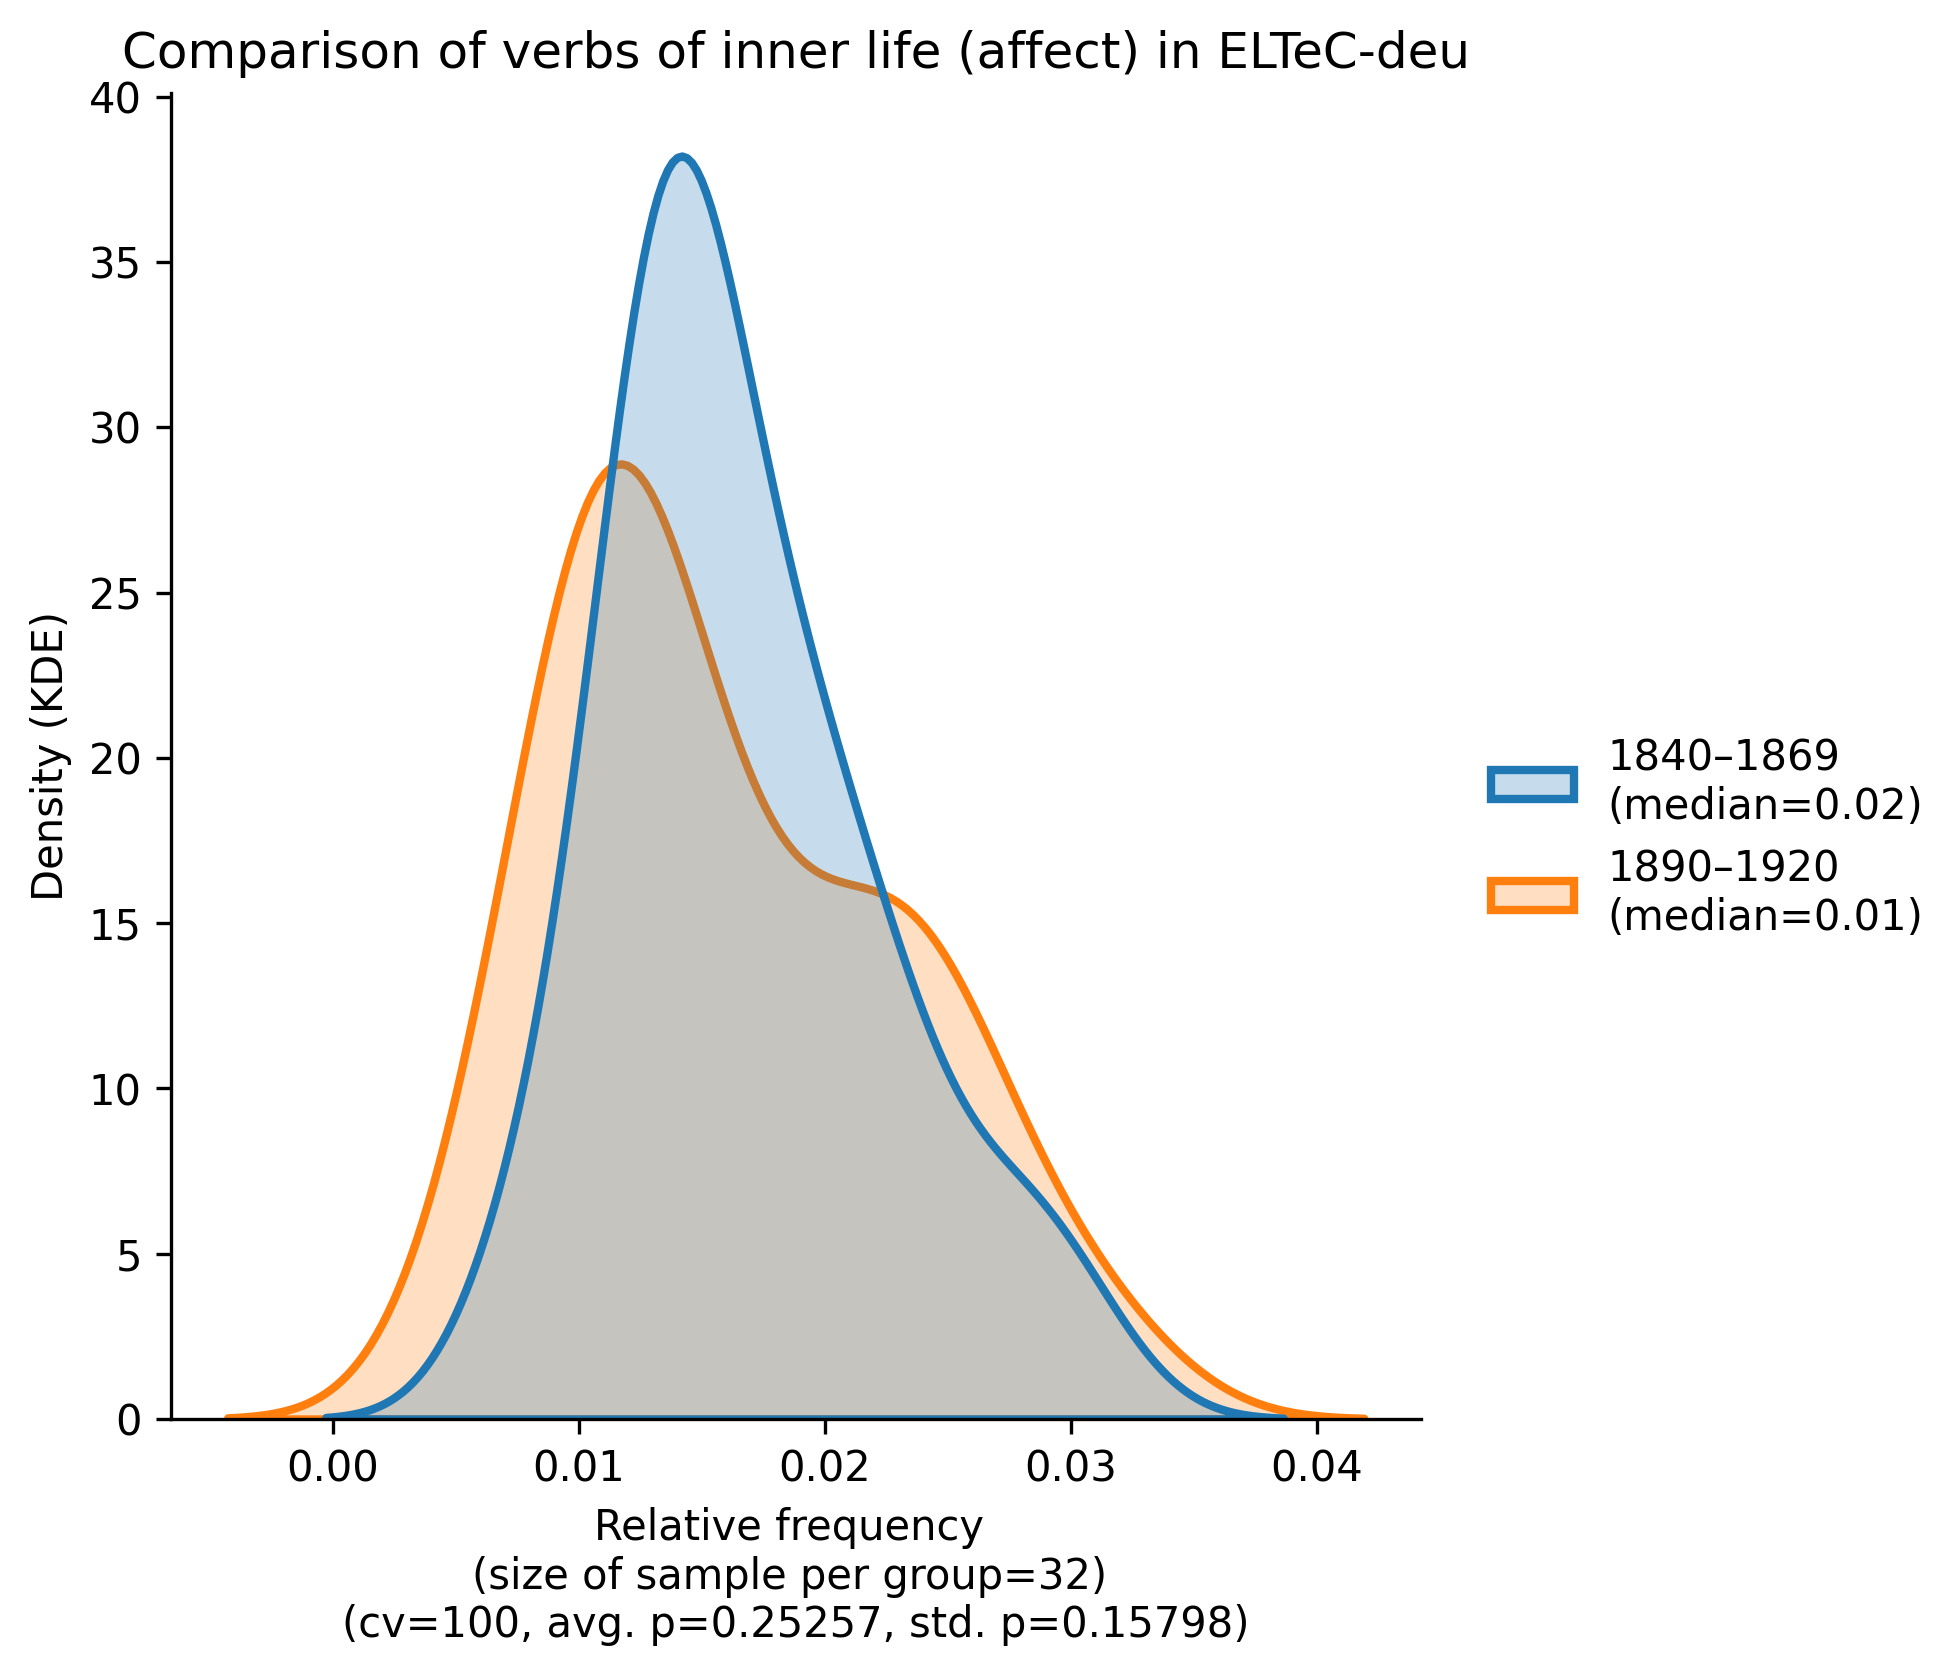 Comparison of verbs of inner life (affect) in ELTeC-deu
40
35
30
25
20
15
10
5
0
Density (KDE)
0.00 0.01 0.02 0.03 0.04
Relative frequency
(size of sample per group=32)
(cv=100, avg. p=0.25257, std. p=0.15798)
1840–1869
(median=0.02)
1890–1920
(median=0.01)